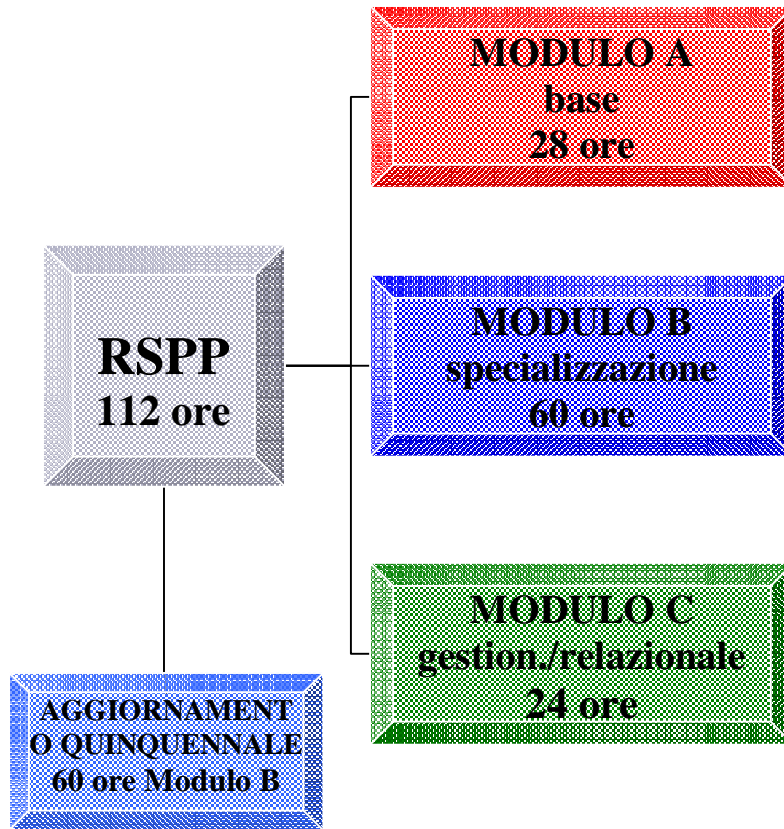 MODULO A
base
28 ore
RSPP
112 ore
MODULO B
specializzazione
60 ore
MODULO C
gestion./relazionale
24 ore
AGGIORNAMENT
O QUINQUENNALE
60 ore Modulo B